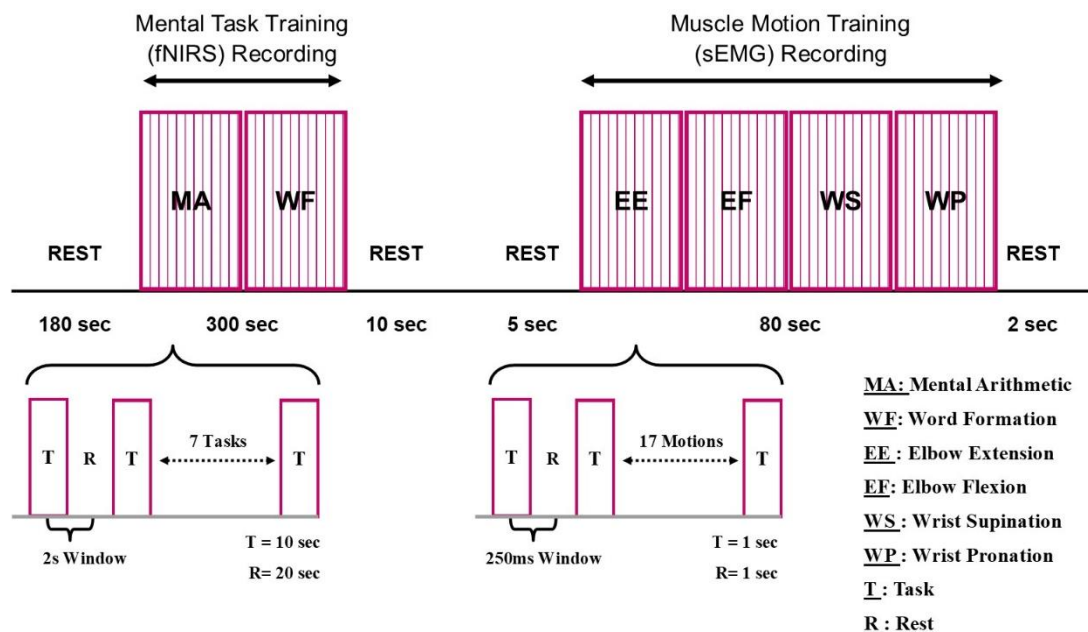 Mental Task Training
(fNIRS) Recording
Muscle Motion Training
(sEMG) Recording
MA
WF
EE
EF
WS
WP
REST
REST
REST
REST
180 sec
300 sec
10 sec
5 sec
80 sec
2 sec
T
R
T
7 Tasks
T
2s Window
T = 10 sec
R= 20 sec
T
R
T
17 Motions
T
250ms Window
T = 1 sec
R= 1 sec
MA: Mental Arithmetic
WF: Word Formation
EE : Elbow Extension
EF: Elbow Flexion
WS : Wrist Supination
WP : Wrist Pronation
T : Task
R : Rest